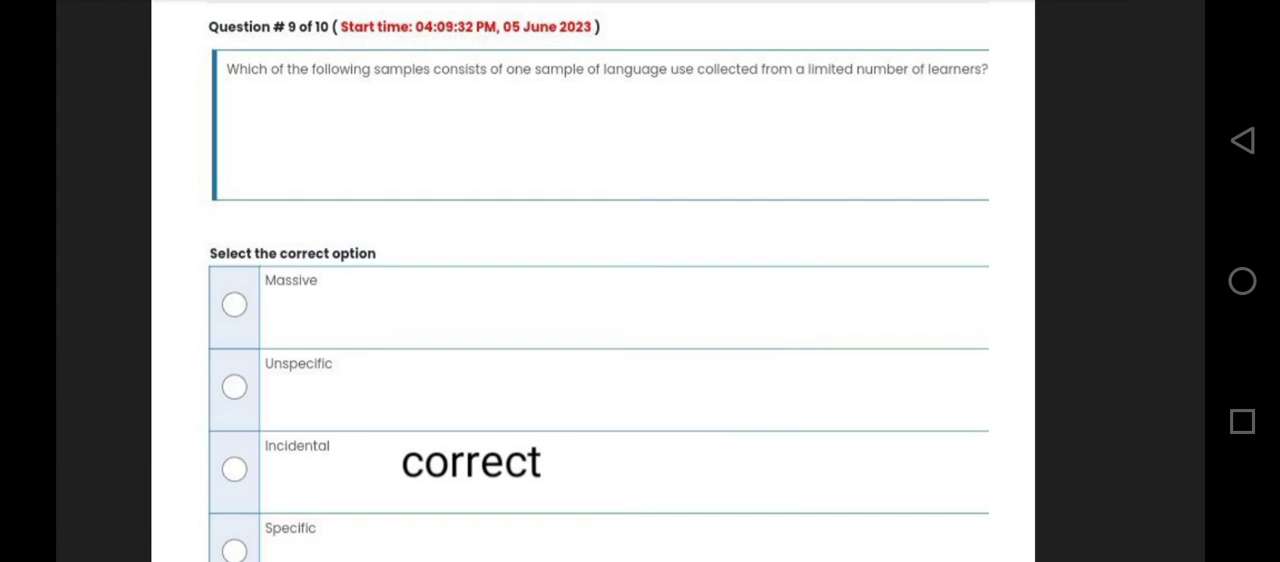 Question # 9 of 10 ( Start time: 04:09:32 PM, 05 June 2023 )
Which of the following samples consists of one sample of language use collected from a limited number of learners?
Select the correct option
Massive
Unspecific
Incidental
correct
Specific